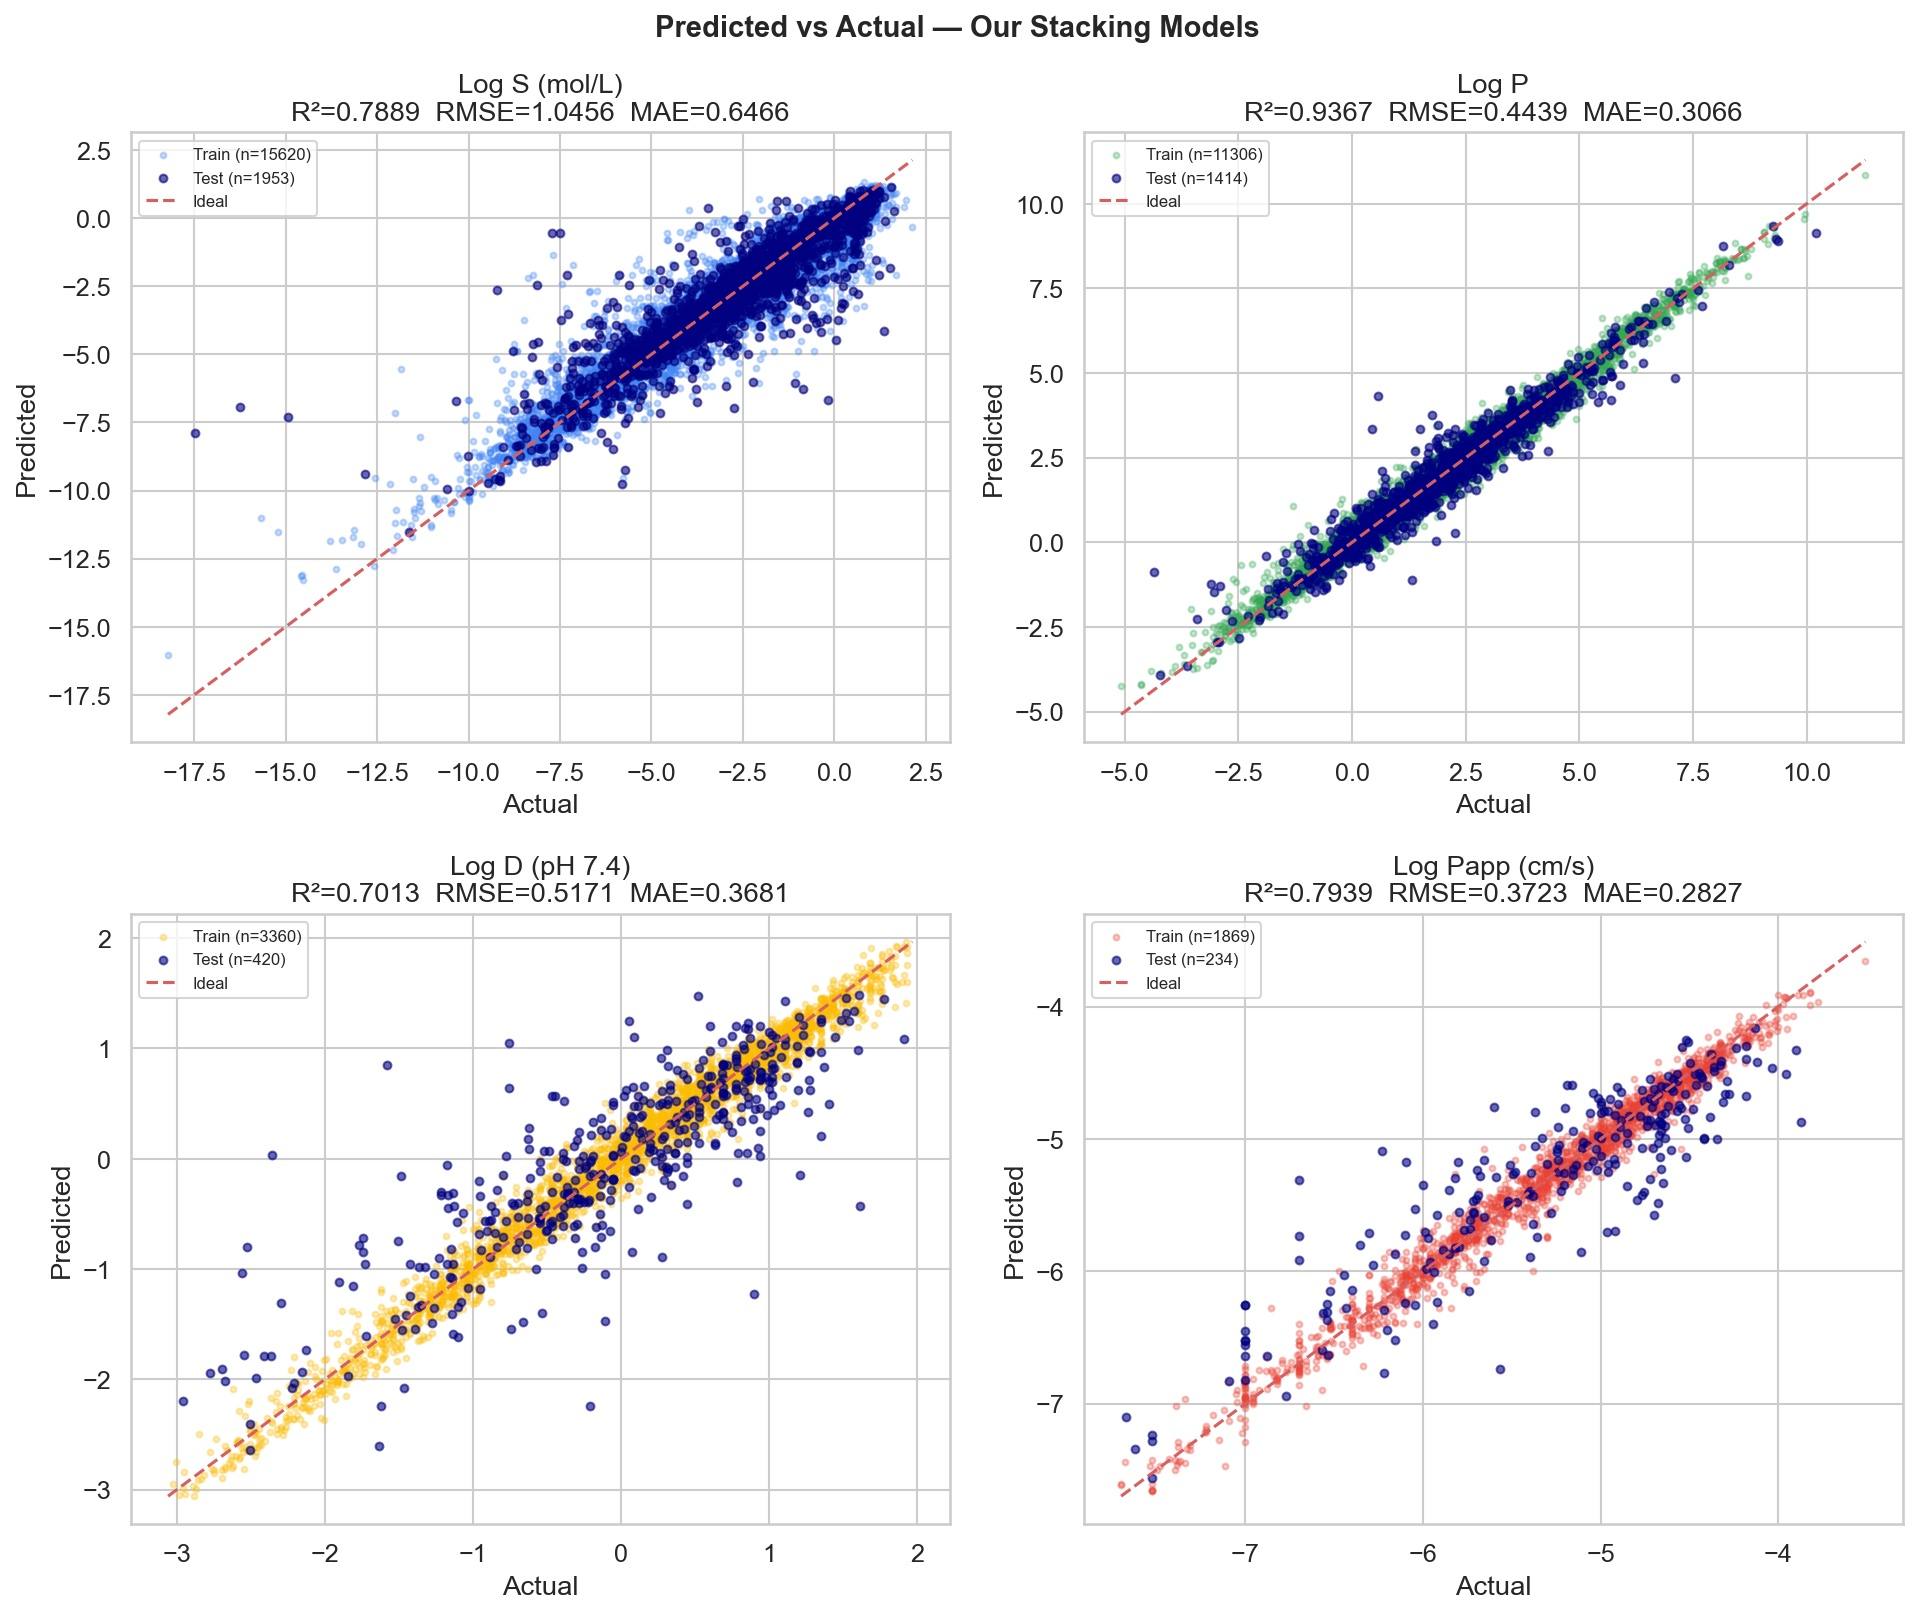 Predicted vs Actual — Our Stacking Models
Log S (mol/L)
R²=0.7889  RMSE=1.0456  MAE=0.6466
Train (n=15620)
Test (n=1953)
Ideal
2.5
0.0
−2.5
−5.0
−7.5
−10.0
−12.5
−15.0
−17.5
Predicted
−17.5 −15.0 −12.5 −10.0 −7.5 −5.0 −2.5 0.0 2.5
Actual
Log P
R²=0.9367  RMSE=0.4439  MAE=0.3066
Train (n=11306)
Test (n=1414)
Ideal
10.0
7.5
5.0
2.5
0.0
−2.5
−5.0
Predicted
−5.0 −2.5 0.0 2.5 5.0 7.5 10.0
Actual
Log D (pH 7.4)
R²=0.7013  RMSE=0.5171  MAE=0.3681
Train (n=3360)
Test (n=420)
Ideal
2
1
0
−1
−2
−3
Predicted
−3 −2 −1 0 1 2
Actual
Log Papp (cm/s)
R²=0.7939  RMSE=0.3723  MAE=0.2827
Train (n=1869)
Test (n=234)
Ideal
−4
−5
−6
−7
Predicted
−7 −6 −5 −4
Actual